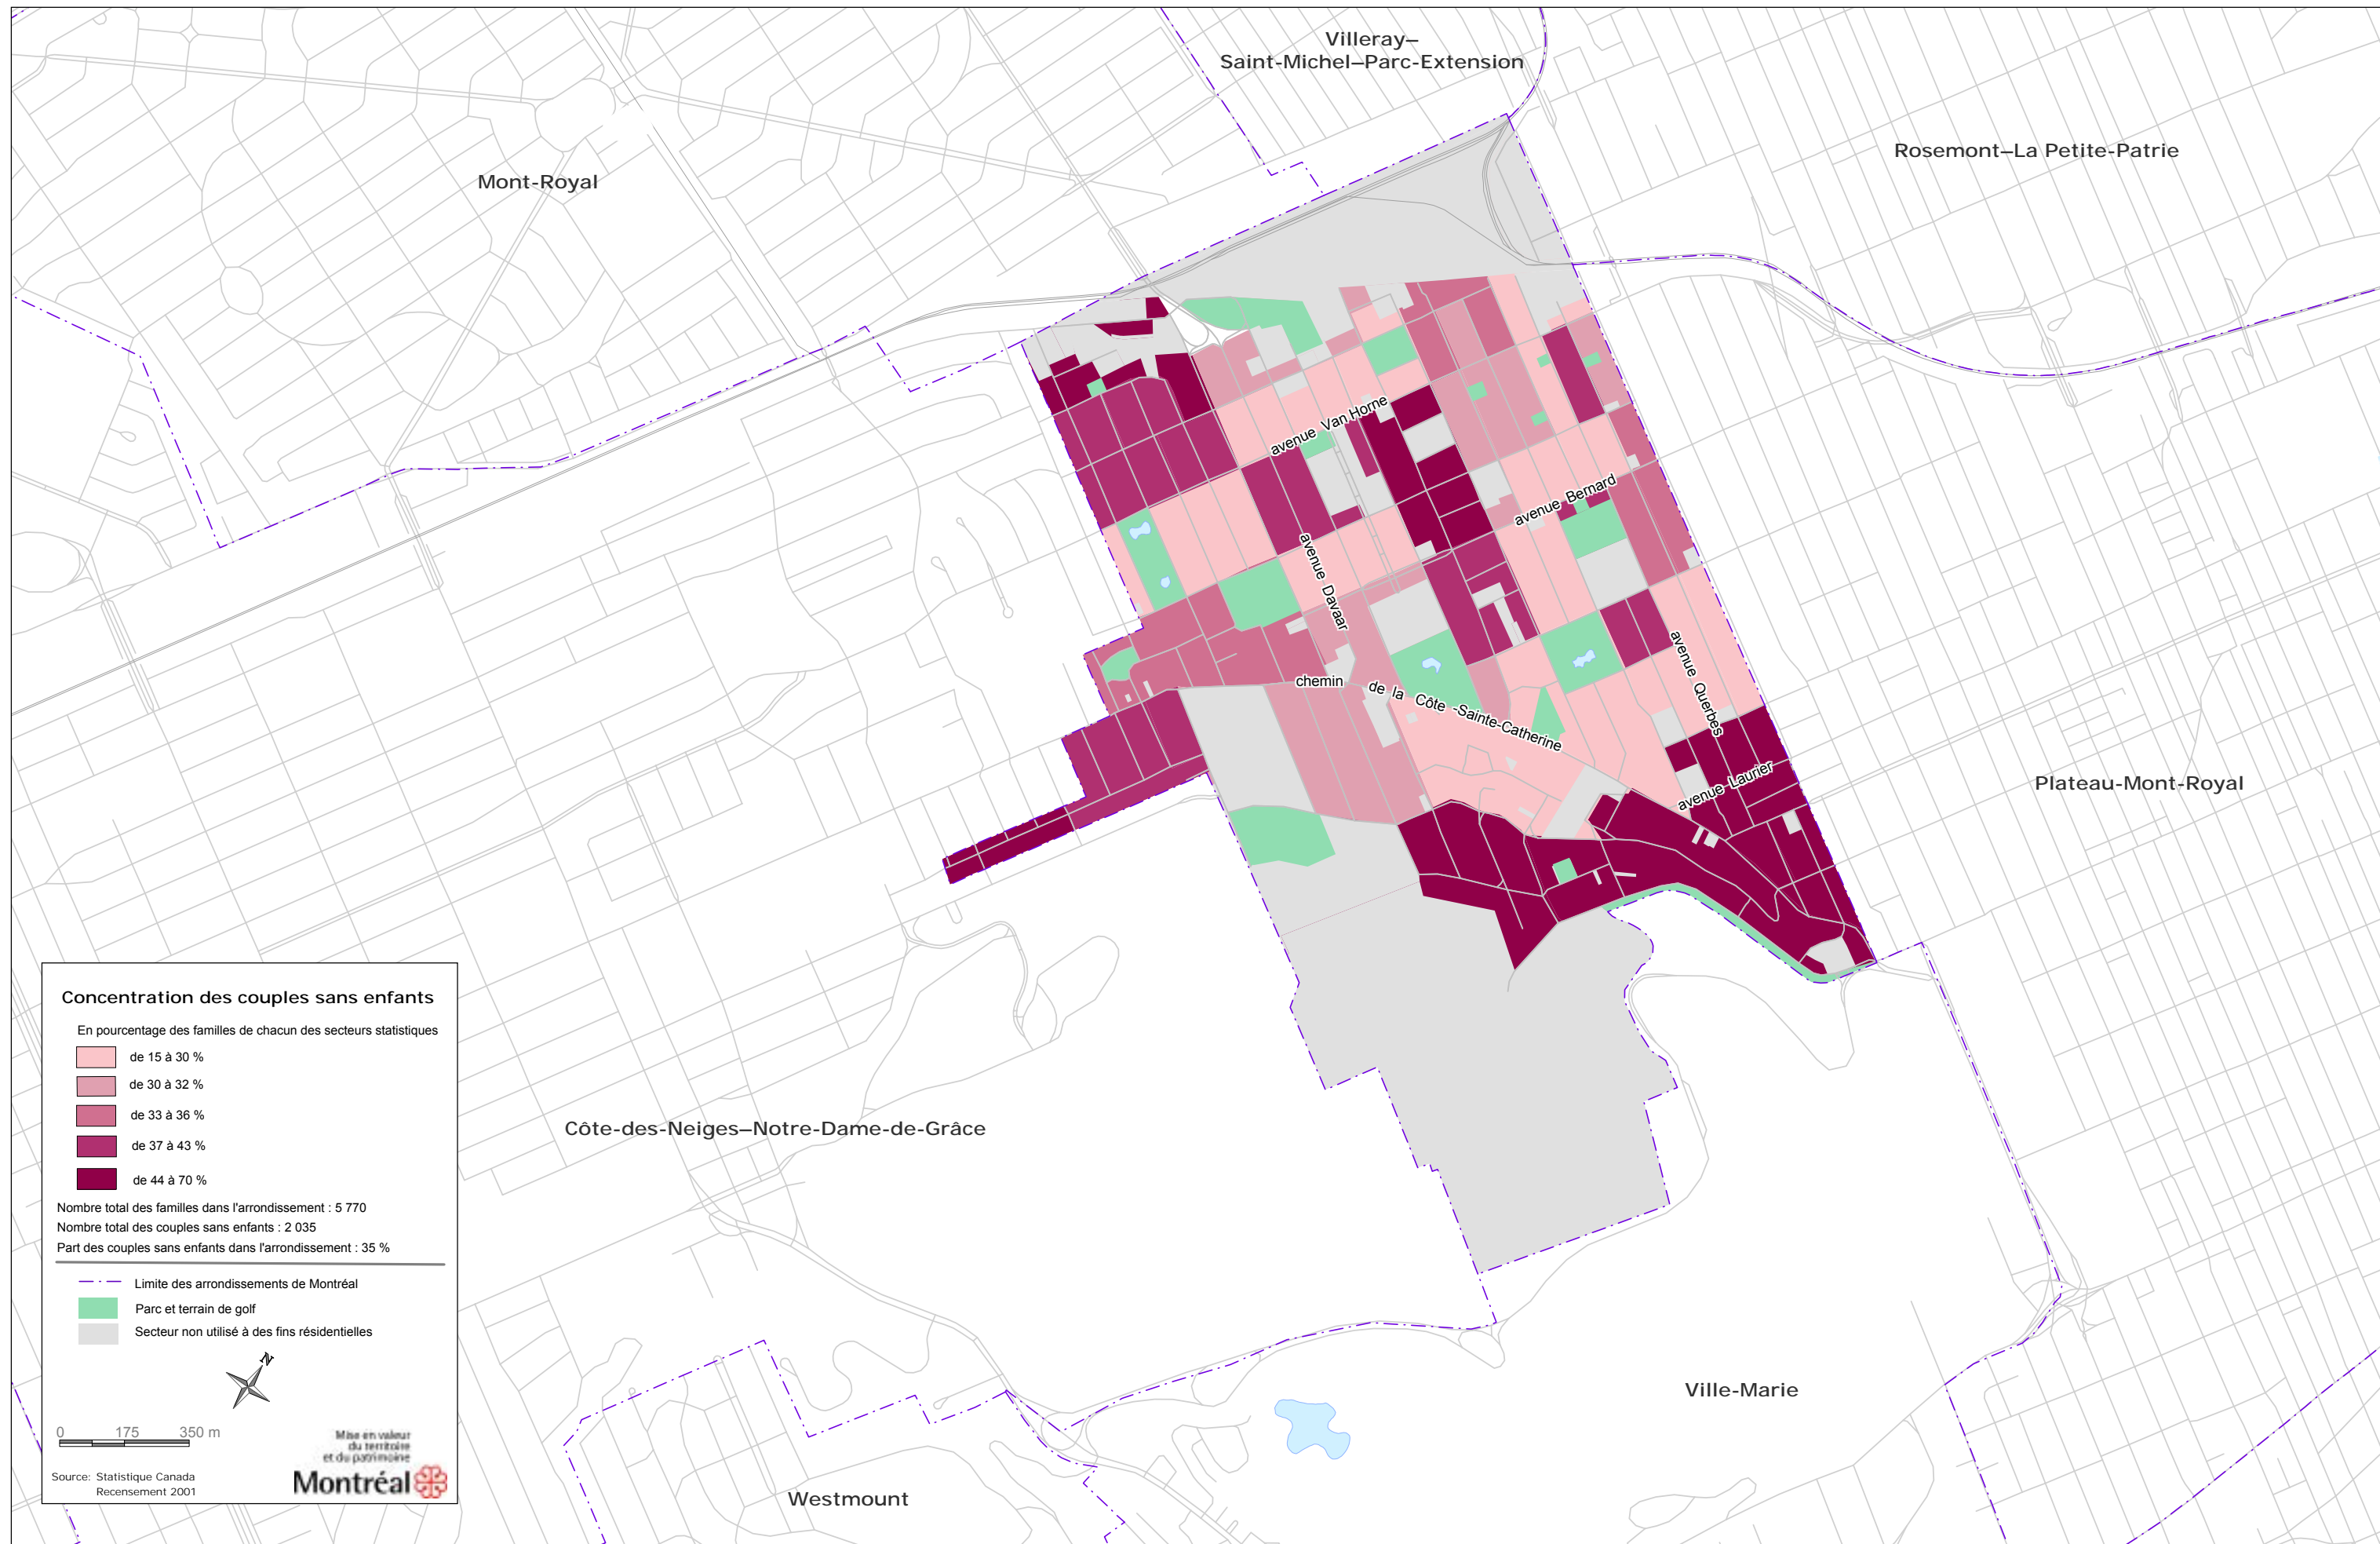 Villeray–
Saint-Michel–Parc-Extension
Rosemont–La Petite-Patrie
Mont-Royal
avenue Van Horne
avenue Bernard
avenue Davaar
chemin de la Côte -Sainte-Catherine
avenue Querbes
avenue Laurier
Plateau-Mont-Royal
Côte-des-Neiges–Notre-Dame-de-Grâce
Ville-Marie
Westmount
Concentration des couples sans enfants
En pourcentage des familles de chacun des secteurs statistiques
de 15 à 30 %
de 30 à 32 %
de 33 à 36 %
de 37 à 43 %
de 44 à 70 %
Nombre total des familles dans l'arrondissement : 5 770
Nombre total des couples sans enfants : 2 035
Part des couples sans enfants dans l'arrondissement : 35 %
Limite des arrondissements de Montréal
Parc et terrain de golf
Secteur non utilisé à des fins résidentielles
N
0 175 350 m
Mise en valeur
du territoire
et du patrimoine
Montréal
Source: Statistique Canada
Recensement 2001